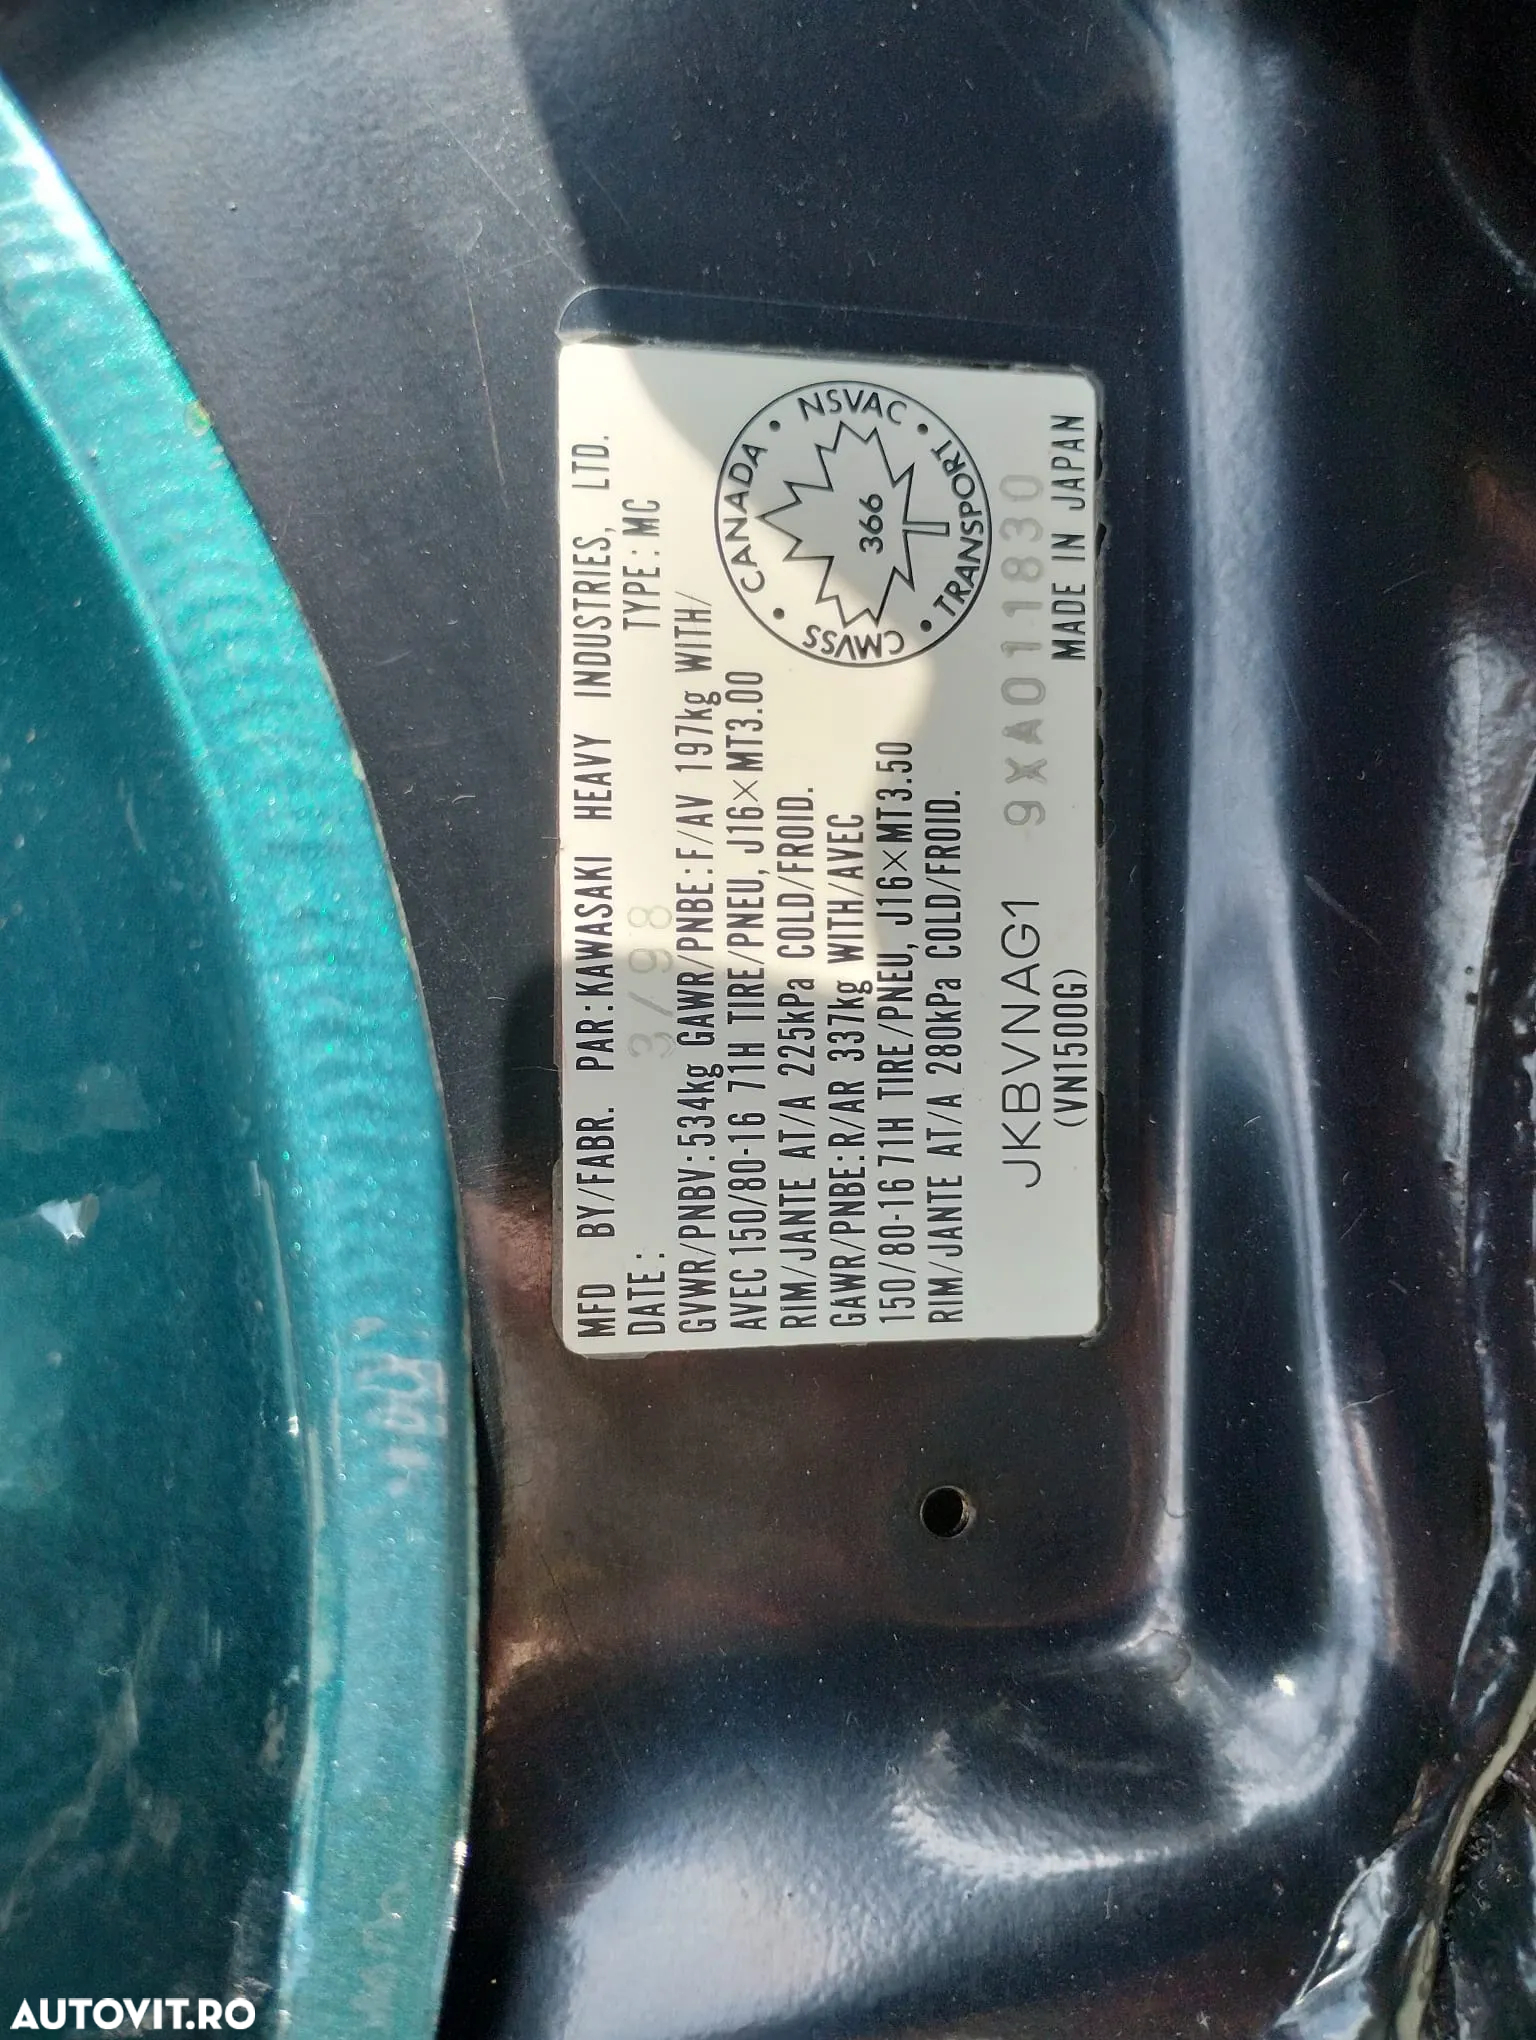 MFD BY/FABR. PAR:KAWASAKI HEAVY INDUSTRIES, LTD.
DATE: 3/98 TYPE:MC
GVWR/PNBV:534kg GAWR/PNBE:F/AV 197kg WITH/
AVEC 150/80-16 71H TIRE/PNEU, J16×MT3.00
RIM/JANTE AT/A 225kPa COLD/FROID.
GAWR/PNBE:R/AR 337kg WITH/AVEC
150/80-16 71H TIRE/PNEU, J16×MT3.50
RIM/JANTE AT/A 280kPa COLD/FROID.
JKBVNAG1 9XA011830
(VN1500G) MADE IN JAPAN
CANADA • NSVAC • TRANSPORT • CMVSS •
366
AUTOVIT.RO